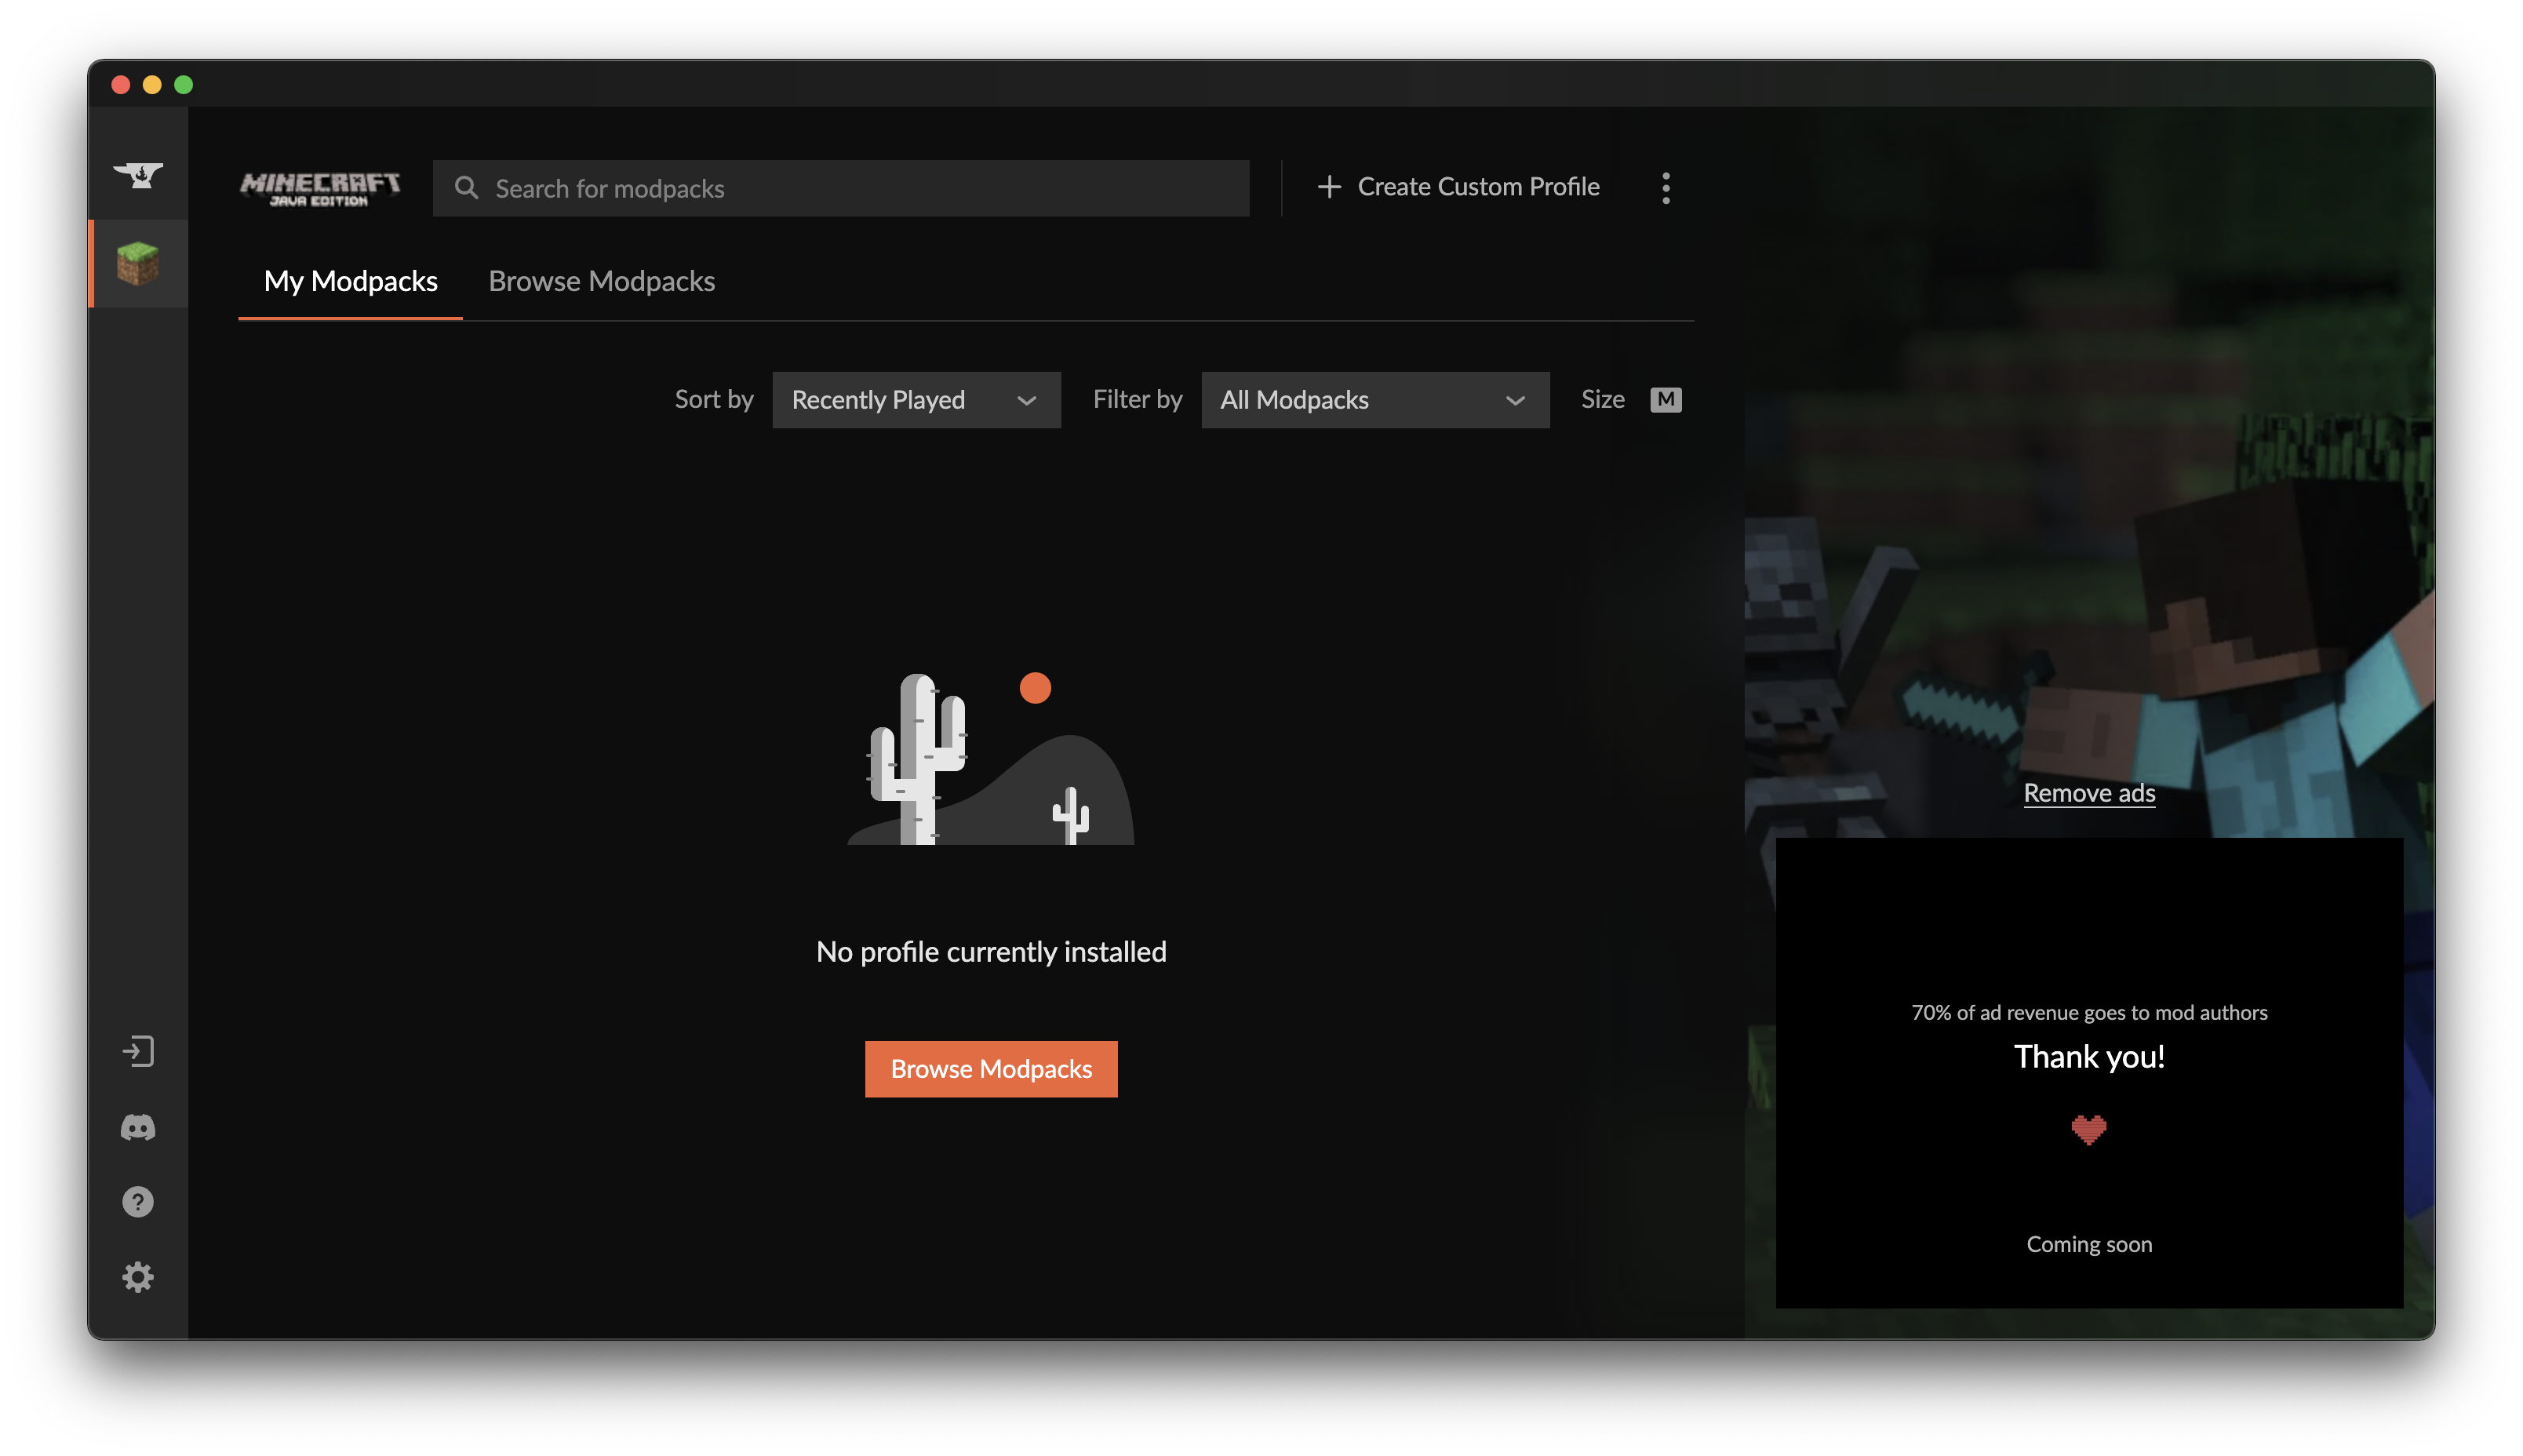 MINECRAFT
JAVA EDITION
Search for modpacks
Create Custom Profile
My Modpacks
Browse Modpacks
Sort by
Recently Played
Filter by
All Modpacks
Size
M
No profile currently installed
Browse Modpacks
Remove ads
70% of ad revenue goes to mod authors
Thank you!
Coming soon
?